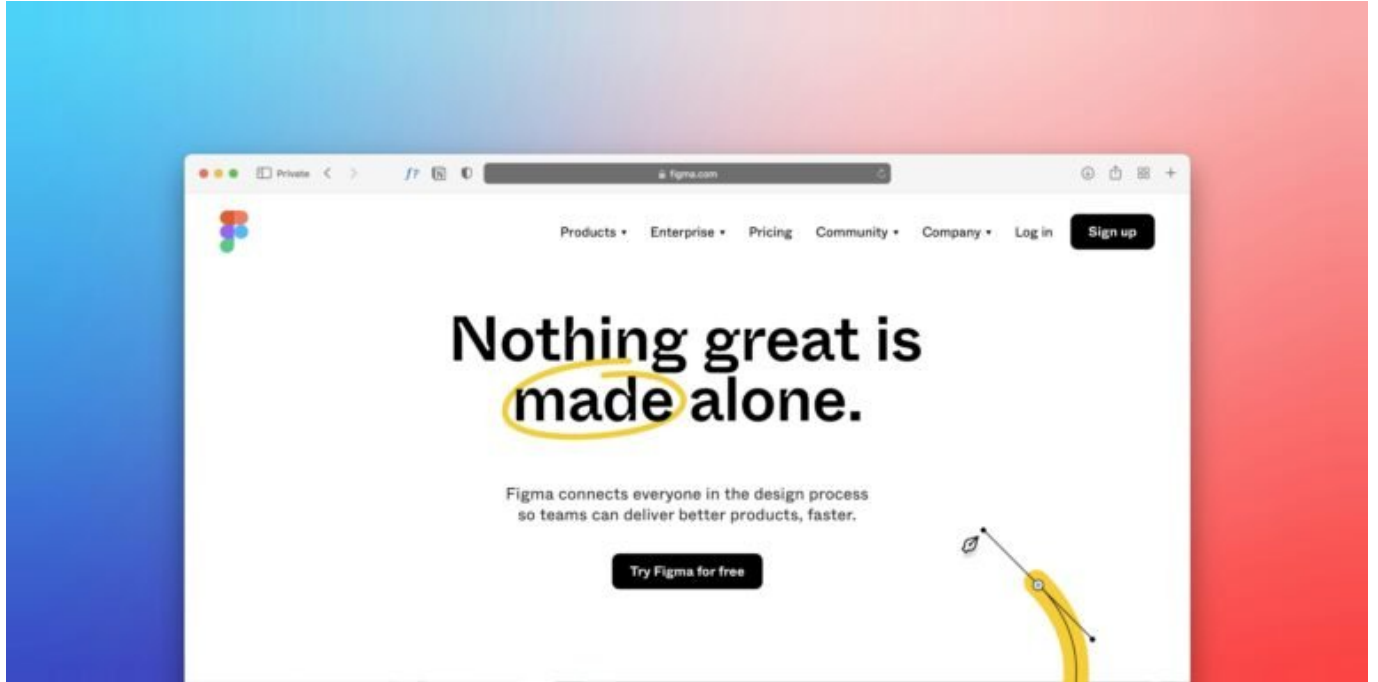 Private
figma.com
Products Enterprise Pricing Community Company Log in Sign up
Nothing great is
made alone.
Figma connects everyone in the design process
so teams can deliver better products, faster.
Try Figma for free